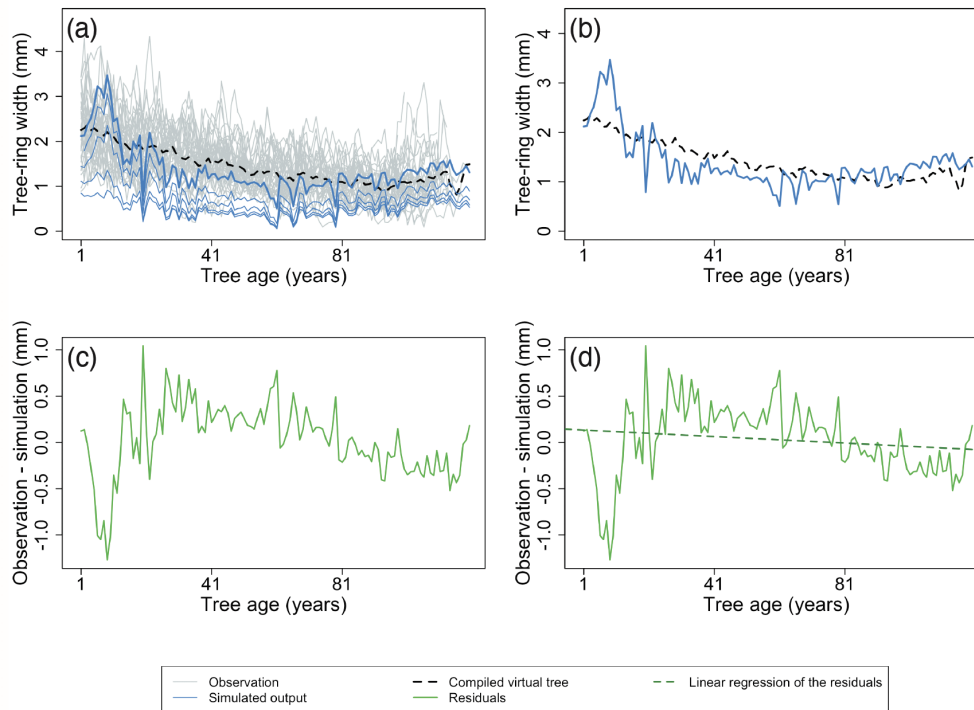 (a)
Tree-ring width (mm)
4
3
2
1
0
1 41 81
Tree age (years)
(b)
Tree-ring width (mm)
4
3
2
1
0
1 41 81
Tree age (years)
(c)
Observation - simulation (mm)
1.0
0.5
0.0
-0.5
-1.0
1 41 81
Tree age (years)
(d)
Observation - simulation (mm)
1.0
0.5
0.0
-0.5
-1.0
1 41 81
Tree age (years)
Observation Compiled virtual tree Linear regression of the residuals
Simulated output Residuals